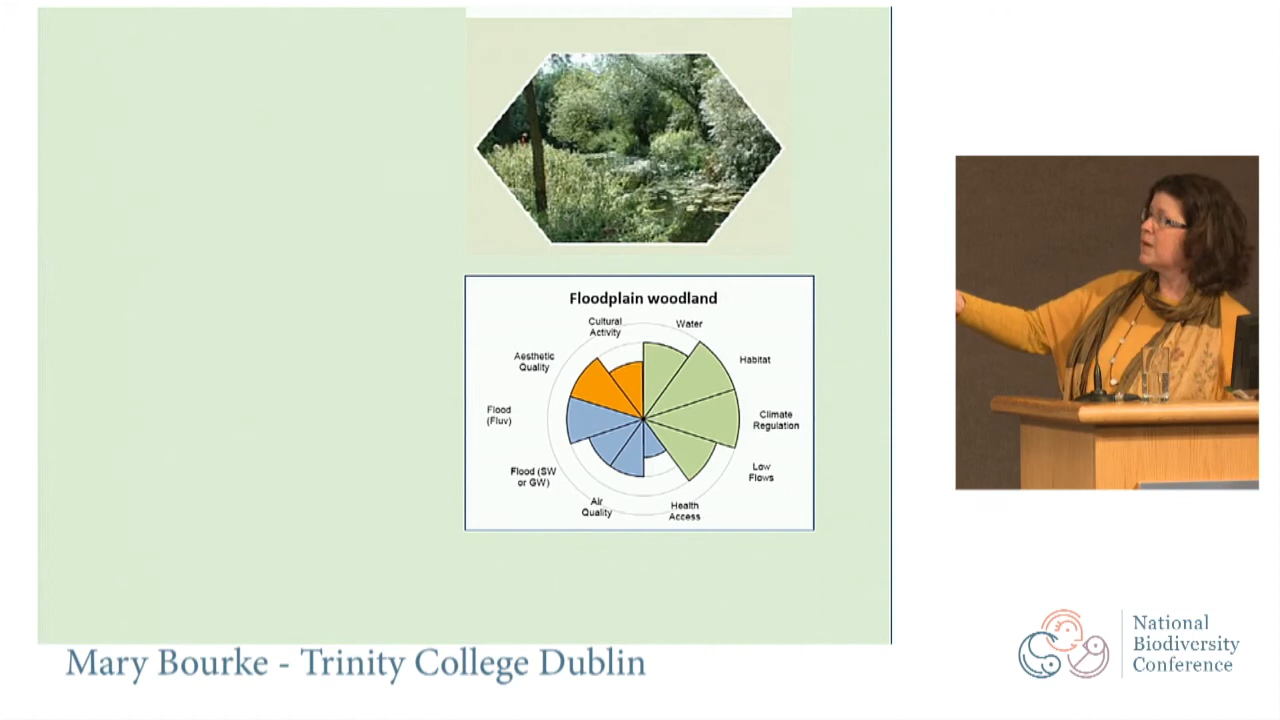 Floodplain woodland
Cultural
Activity
Water
Aesthetic
Quality
Habitat
Flood
(Fluv)
Climate
Regulation
Flood (SW
or GW)
Low
Flows
Air
Quality
Health
Access
Mary Bourke - Trinity College Dublin
National
Biodiversity
Conference